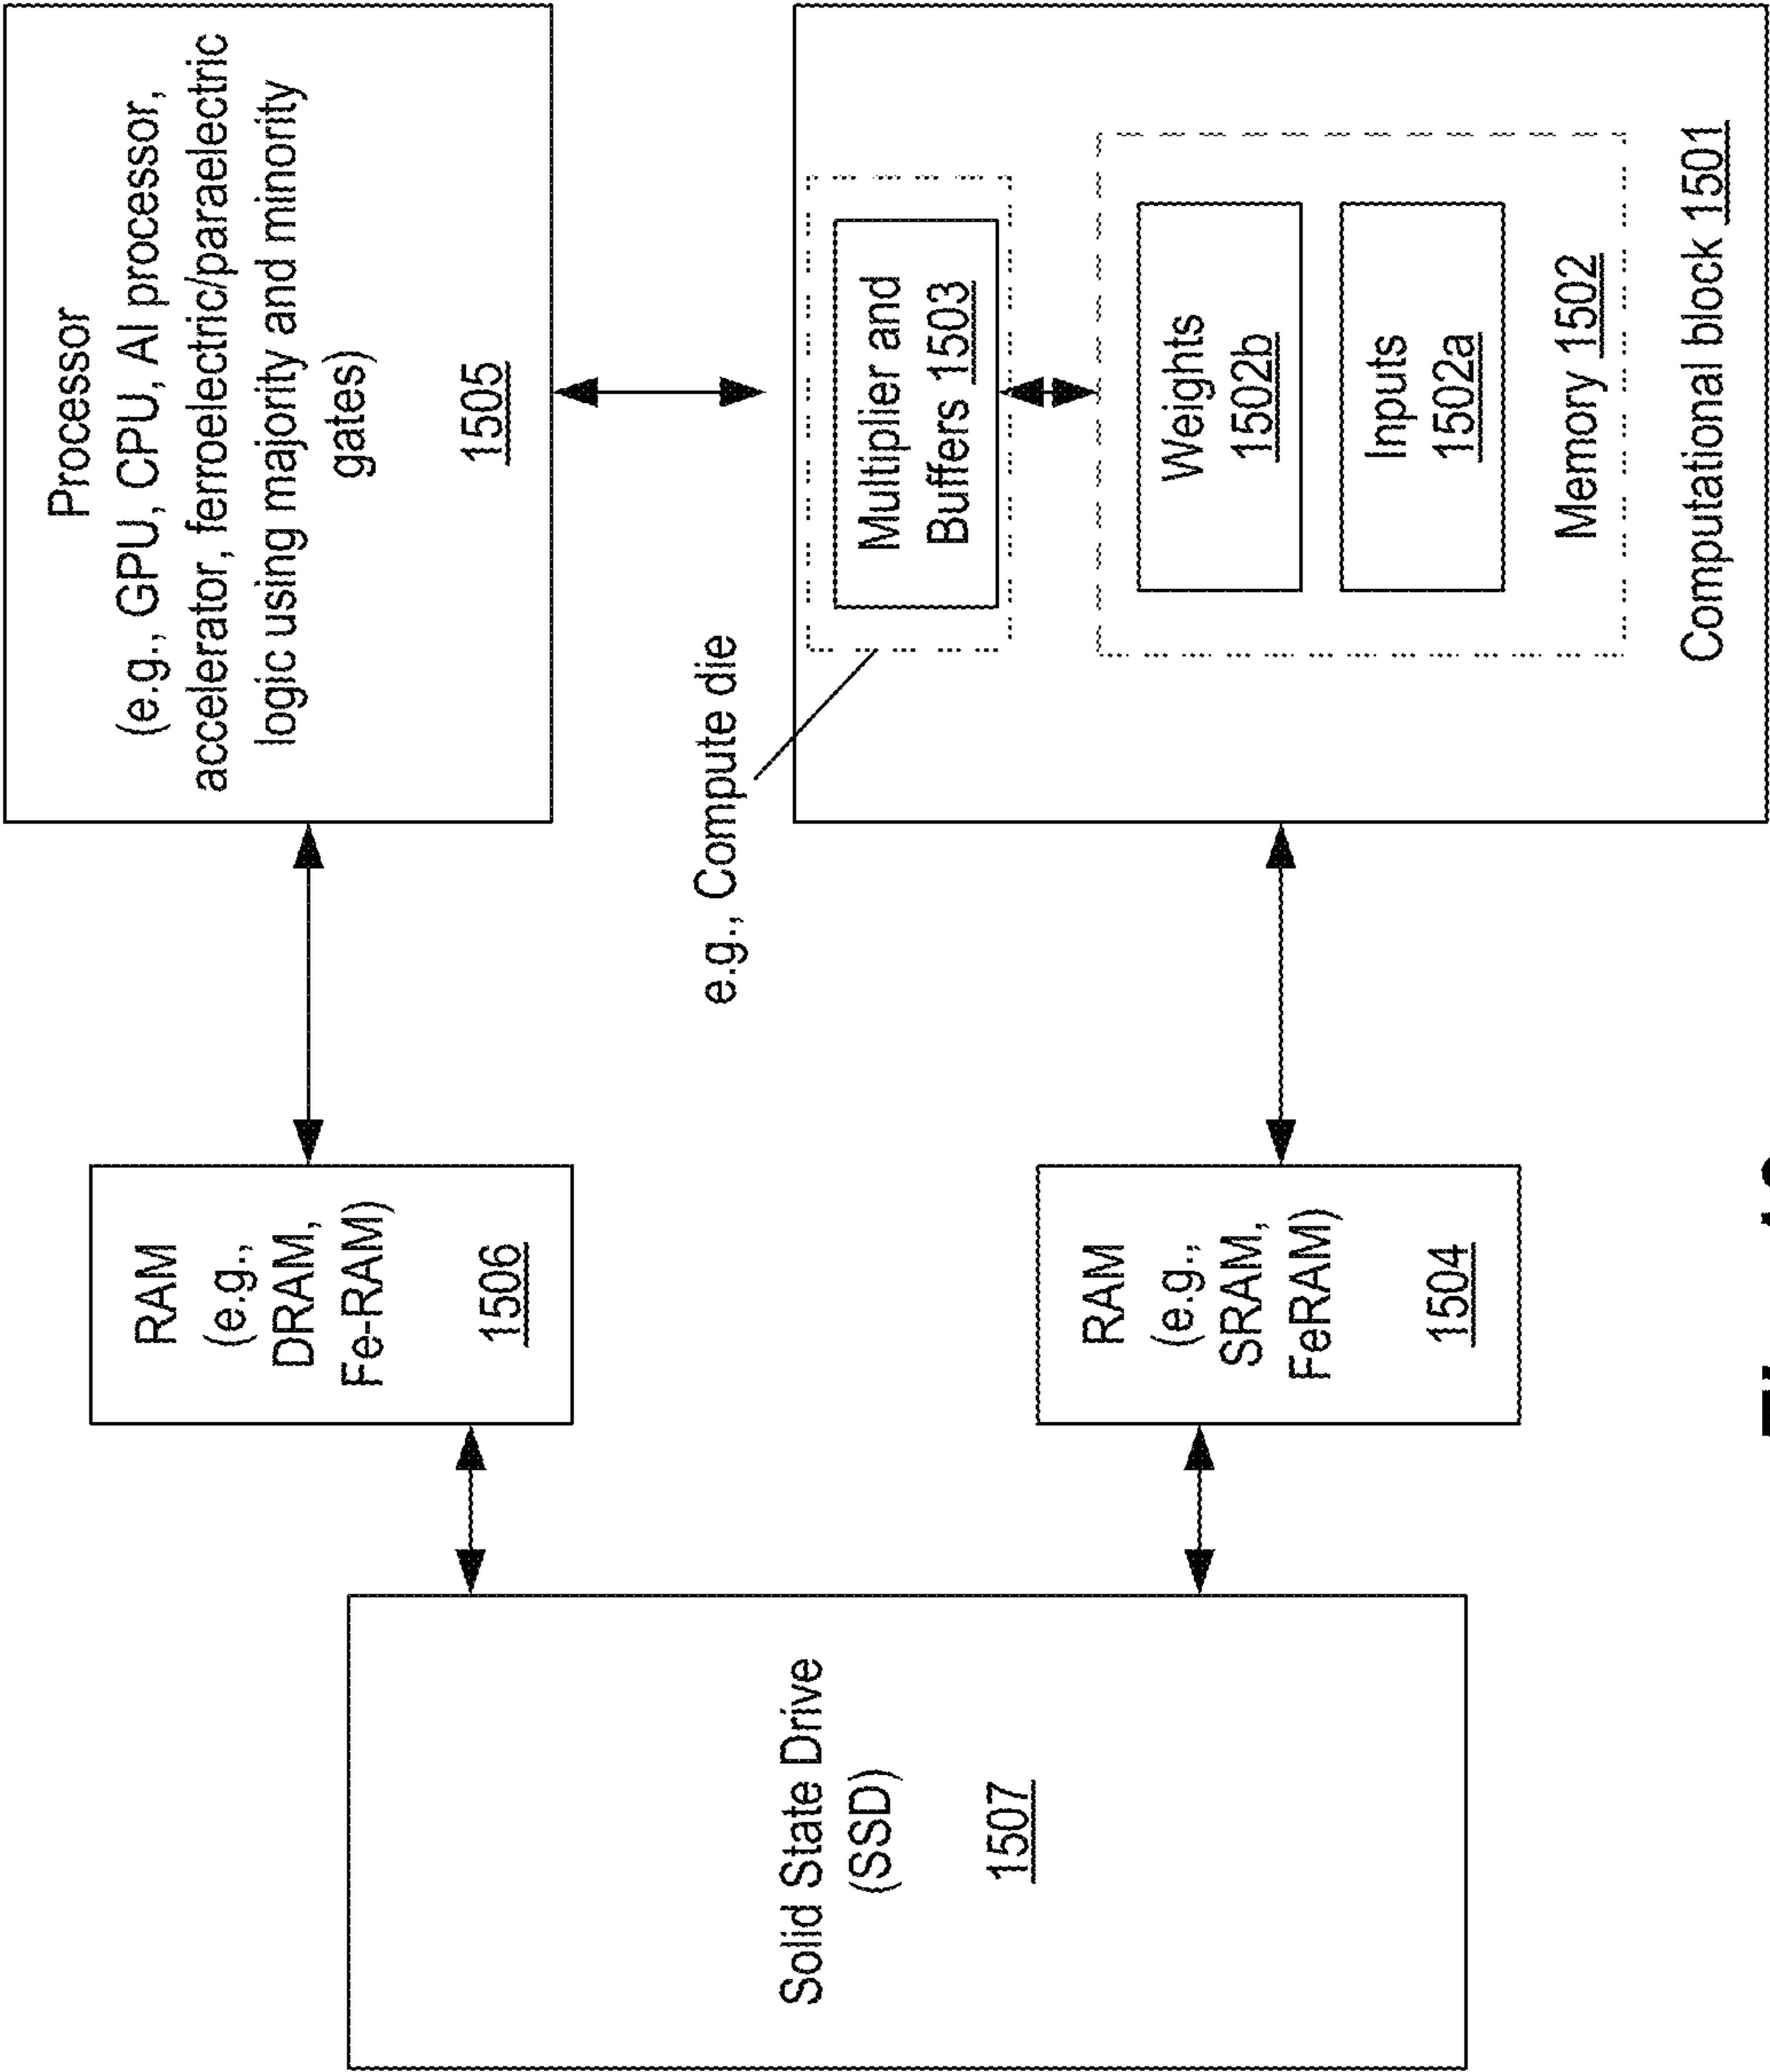 Processor
(e.g., GPU, CPU, AI processor,
accelerator, ferroelectric/paraelectric
logic using majority and minority
gates)
1505
RAM
(e.g.,
DRAM,
Fe-RAM)
1506
Solid State Drive
(SSD)
1507
e.g., Compute die
Multiplier and
Buffers 1503
Weights
1502b
Inputs
1502a
Memory 1502
Computational block 1501
RAM
(e.g.,
SRAM,
FeRAM)
1504